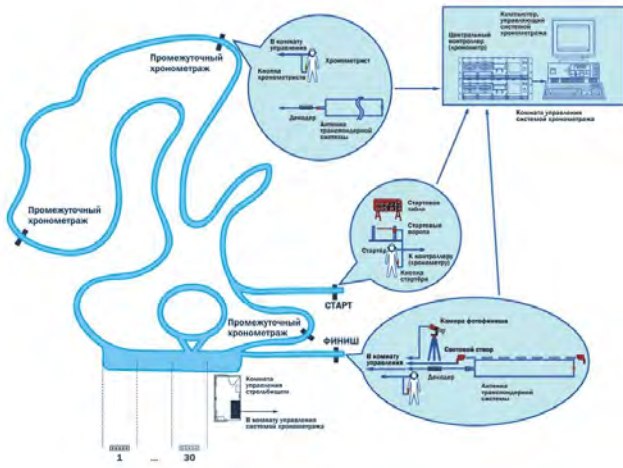 Промежуточный
хронометраж
В комнату
управления
Хронометрист
Кнопка
хронометриста
Декодер
Антенна
транспондерной
системы
Центральный
контроллер
(хронометр)
Компьютер,
управляющий
системой
хронометража
Комната управления
системой хронометража
Промежуточный
хронометраж
Стартовое
табло
Стартовые
ворота
Стартёр
К контроллеру
(хронометру)
Кнопка
стартёра
СТАРТ
Промежуточный
хронометраж
ФИНИШ
Камера фотофиниша
Световой створ
В комнату
управления
Декодер
Антенна
транспондерной
системы
Комната
управления
стрельбищем
В комнату управления
системой хронометража
1 ... 30